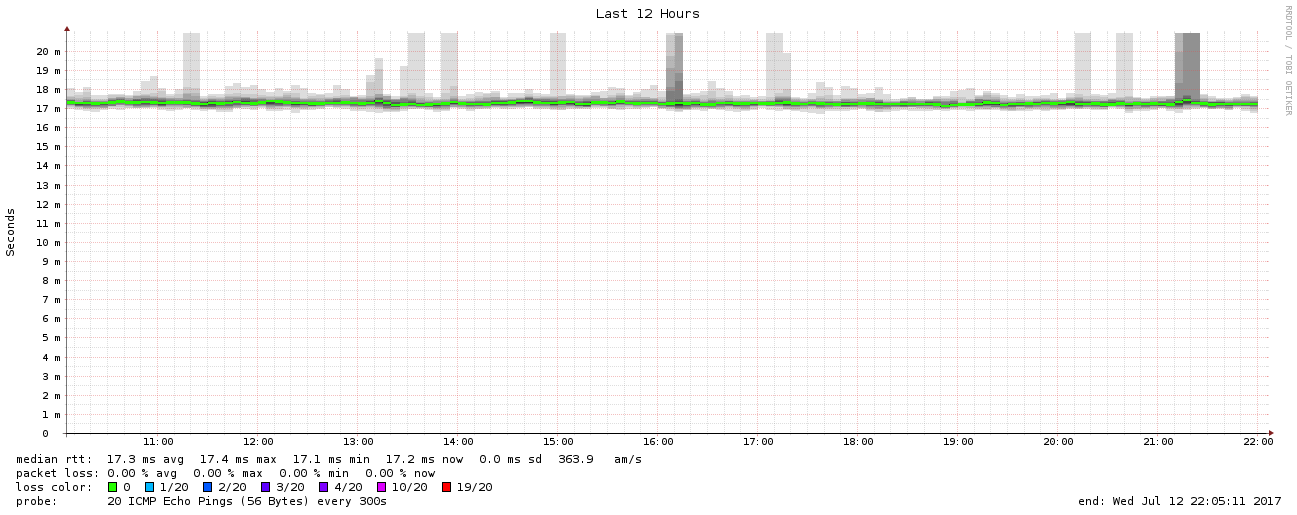 Last 12 Hours
RRDTOOL / TOBI OETIKER
Seconds
20 m
19 m
18 m
17 m
16 m
15 m
14 m
13 m
12 m
11 m
10 m
9 m
8 m
7 m
6 m
5 m
4 m
3 m
2 m
1 m
0
11:00 12:00 13:00 14:00 15:00 16:00 17:00 18:00 19:00 20:00 21:00 22:00
median rtt: 17.3 ms avg 17.4 ms max 17.1 ms min 17.2 ms now 0.0 ms sd 363.9 am/s
packet loss: 0.00 % avg 0.00 % max 0.00 % min 0.00 % now
loss color: 0 1/20 2/20 3/20 4/20 10/20 19/20
probe: 20 ICMP Echo Pings (56 Bytes) every 300s end: Wed Jul 12 22:05:11 2017